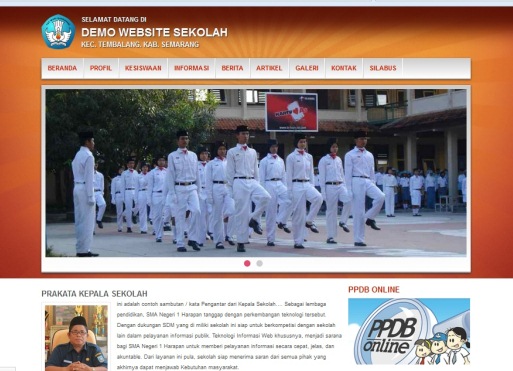 SELAMAT DATANG DI
DEMO WEBSITE SEKOLAH
KEC. TEMBALANG. KAB. SEMARANG
BERANDA PROFIL KESISWAAN INFORMASI BERITA ARTIKEL GALERI KONTAK SILABUS
PRAKATA KEPALA SEKOLAH
ini adalah contoh sambutan / kata Pengantar dari Kepala Sekolah.... Sebagai lembaga
pendidikan, SMA Negeri 1 Harapan tanggap dengan perkembangan teknologi tersebut.
Dengan dukungan SDM yang di miliki sekolah ini siap untuk berkompetisi dengan sekolah
lain dalam pelayanan informasi publik. Teknologi Informasi Web khususnya, menjadi sarana
bagi SMA Negeri 1 Harapan untuk memberi pelayanan informasi secara cepat, jelas, dan
akuntable. Dari layanan ini pula, sekolah siap menerima saran dari semua pihak yang
akhirnya dapat menjawab Kebutuhan masyarakat.
PPDB ONLINE
PPDB
online